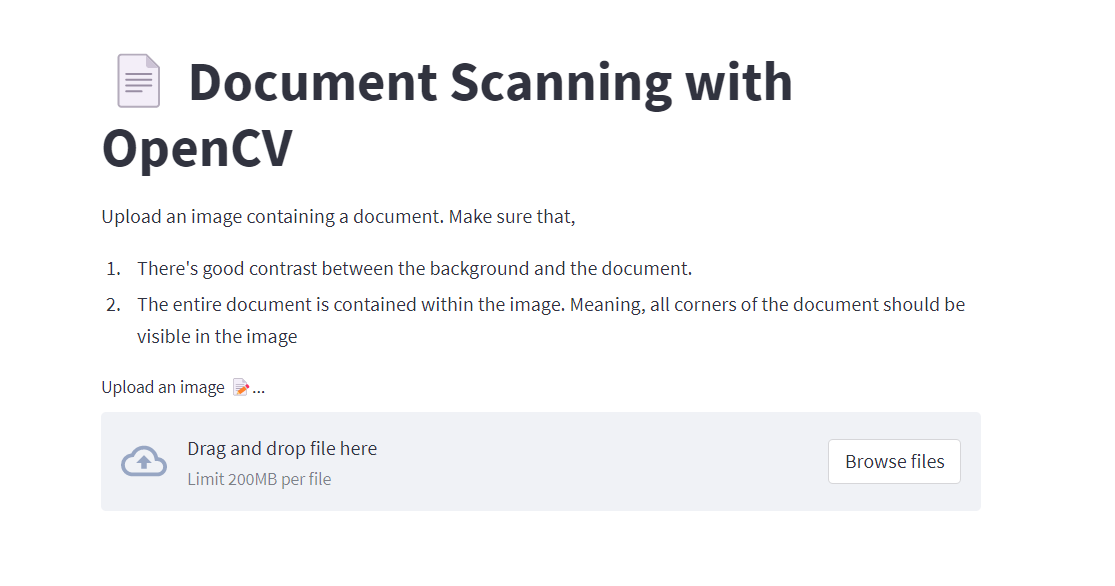 📄 Document Scanning with
OpenCV
Upload an image containing a document. Make sure that,
1. There's good contrast between the background and the document.
2. The entire document is contained within the image. Meaning, all corners of the document should be
visible in the image
Upload an image 📝...
Drag and drop file here
Limit 200MB per file
Browse files